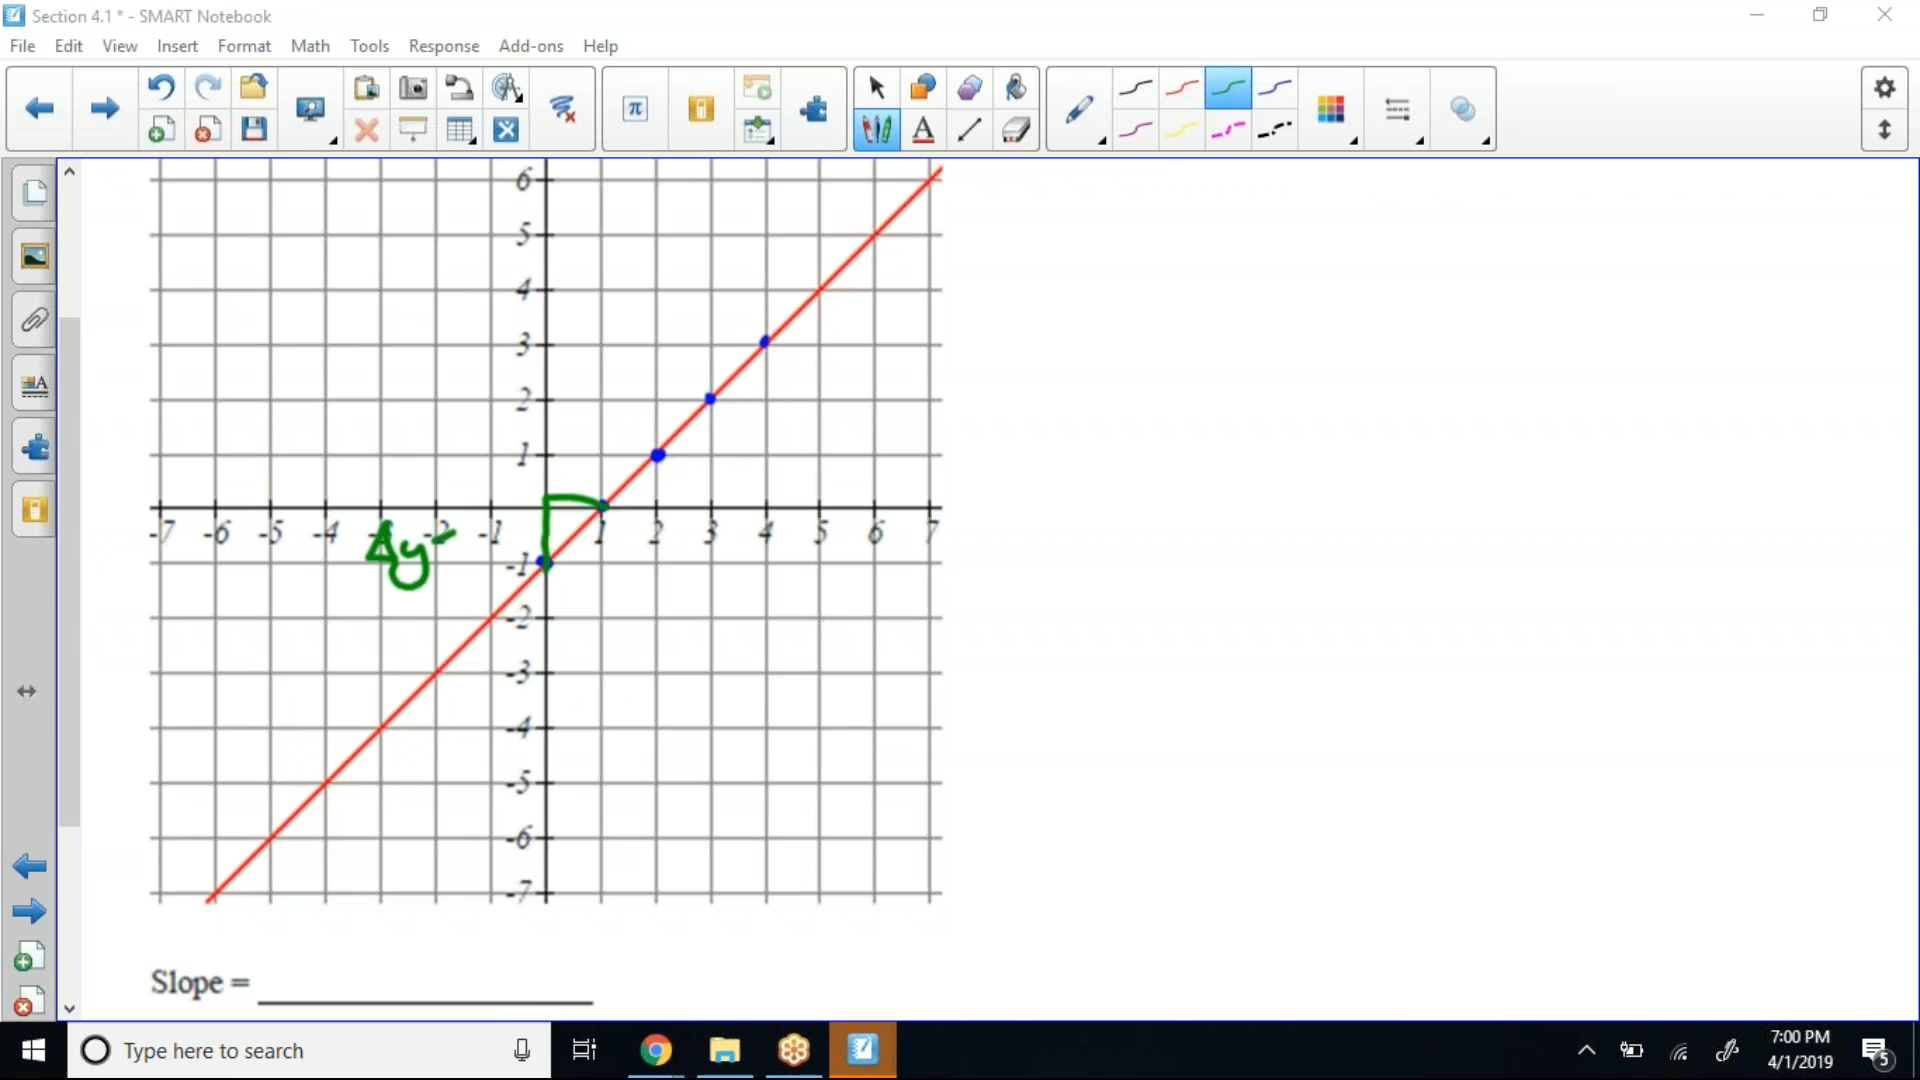 Section 4.1 * - SMART Notebook
File Edit View Insert Format Math Tools Response Add-ons Help
π
A
6
5
4
3
2
1
-7 -6 -5 -4 -2 -1 1 2 3 4 5 6 7
Δy=
-1
-2
-3
-4
-5
-6
-7
Slope =
Type here to search
7:00 PM
4/1/2019
5